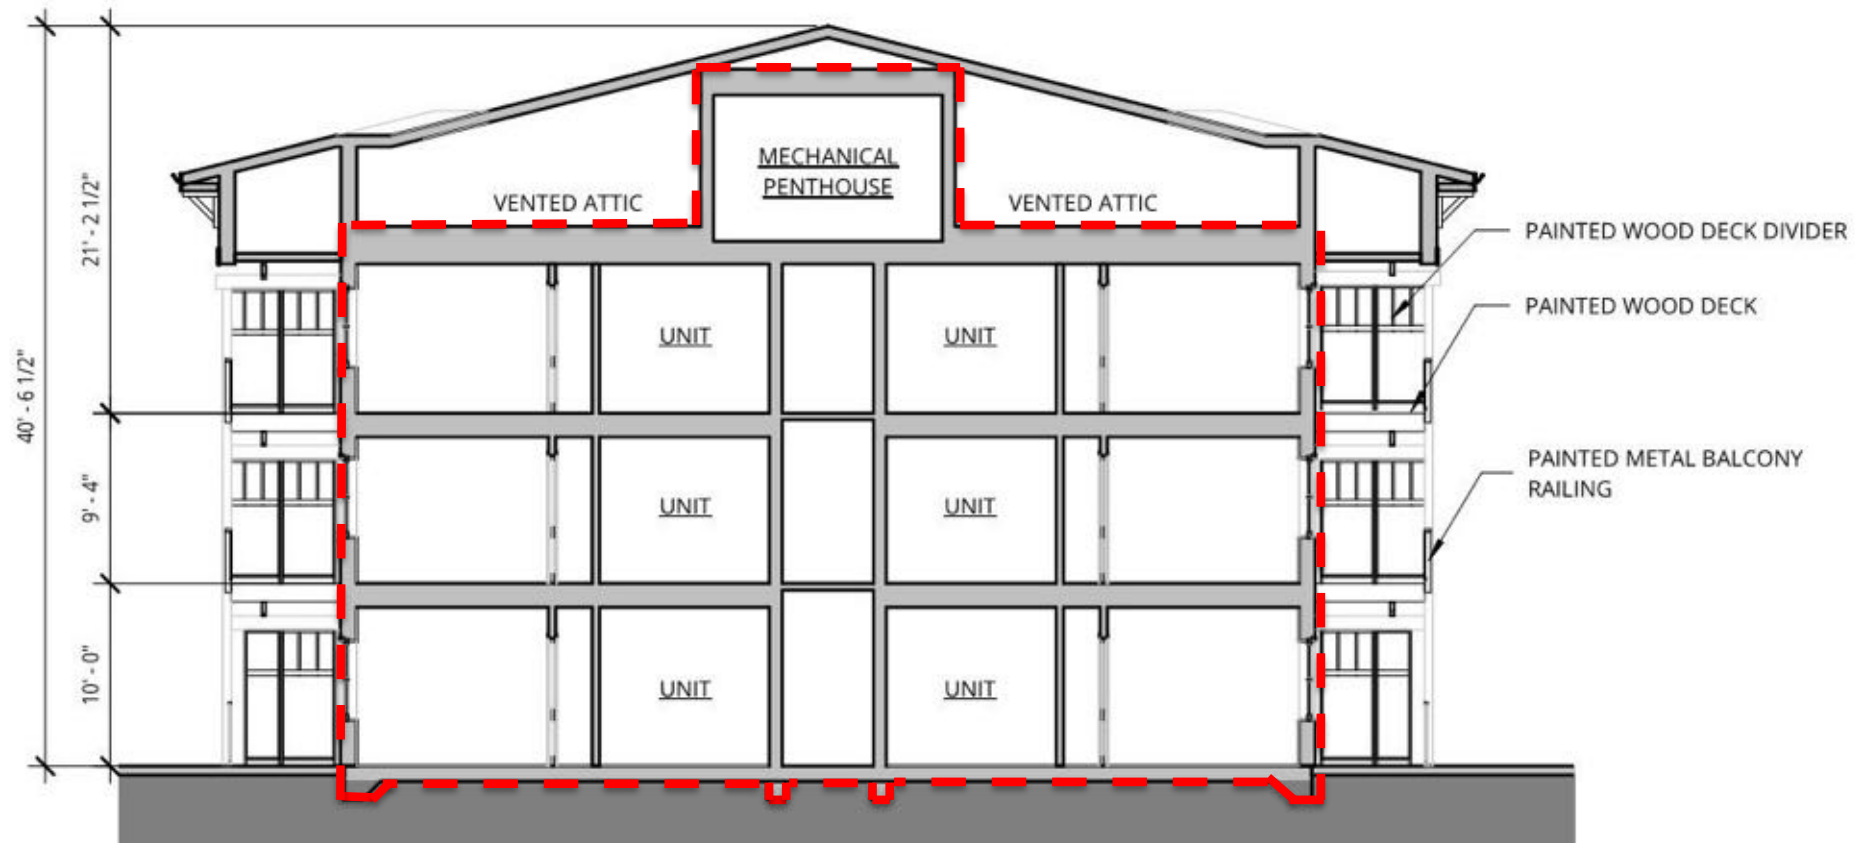 MECHANICAL
PENTHOUSE
VENTED ATTIC
VENTED ATTIC
21' - 2 1/2"
PAINTED WOOD DECK DIVIDER
PAINTED WOOD DECK
UNIT
UNIT
40' - 6 1/2"
PAINTED METAL BALCONY
RAILING
9' - 4"
UNIT
UNIT
10' - 0"
UNIT
UNIT